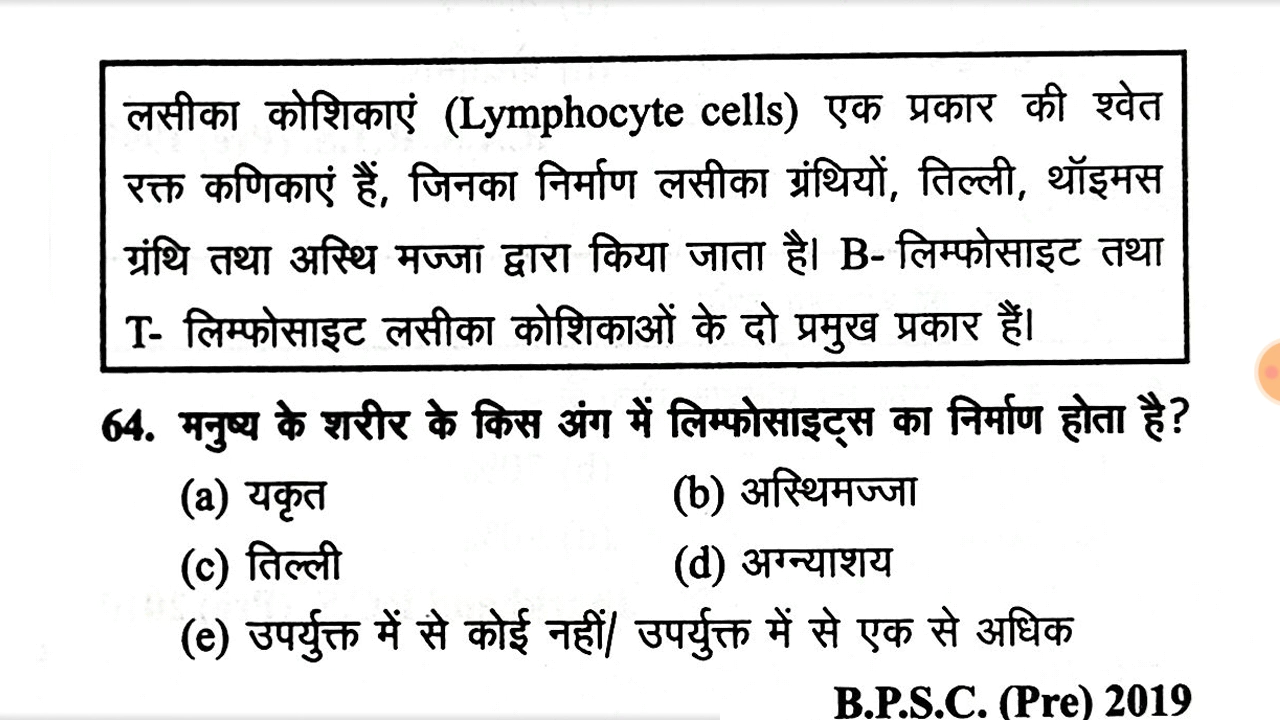 लसीका कोशिकाएं (Lymphocyte cells) एक प्रकार की श्वेत
रक्त कणिकाएं हैं, जिनका निर्माण लसीका ग्रंथियों, तिल्ली, थॉइमस
ग्रंथि तथा अस्थि मज्जा द्वारा किया जाता है। B- लिम्फोसाइट तथा
T- लिम्फोसाइट लसीका कोशिकाओं के दो प्रमुख प्रकार हैं।
64. मनुष्य के शरीर के किस अंग में लिम्फोसाइट्स का निर्माण होता है?
(a) यकृत (b) अस्थिमज्जा
(c) तिल्ली (d) अग्न्याशय
(e) उपर्युक्त में से कोई नहीं/ उपर्युक्त में से एक से अधिक
B.P.S.C. (Pre) 2019